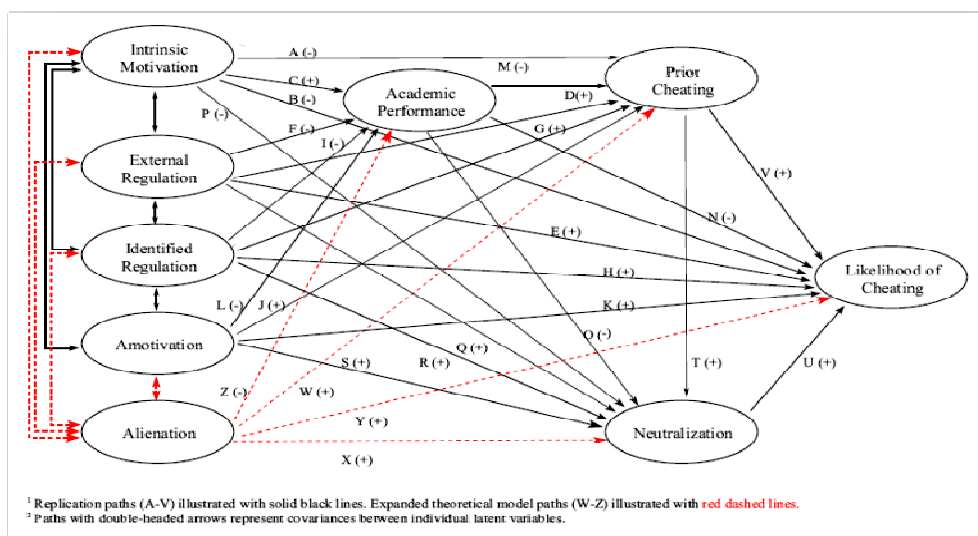 Intrinsic
Motivation
A (-)
M (-)
Prior
Cheating
C (+)
B (-)
Academic
Performance
D(+)
P (-)
F (-)
G (+)
I (-)
External
Regulation
V (+)
N (-)
E (+)
Identified
Regulation
H (+)
Likelihood of
Cheating
L (-)
J (+)
K (+)
Amotivation
O (-)
Q (+)
S (+)
R (+)
T (+)
U (+)
Z (-)
W (+)
Y (+)
Alienation
Neutralization
X (+)
¹ Replication paths (A-V) illustrated with solid black lines. Expanded theoretical model paths (W-Z) illustrated with red dashed lines.
² Paths with double-headed arrows represent covariances between individual latent variables.